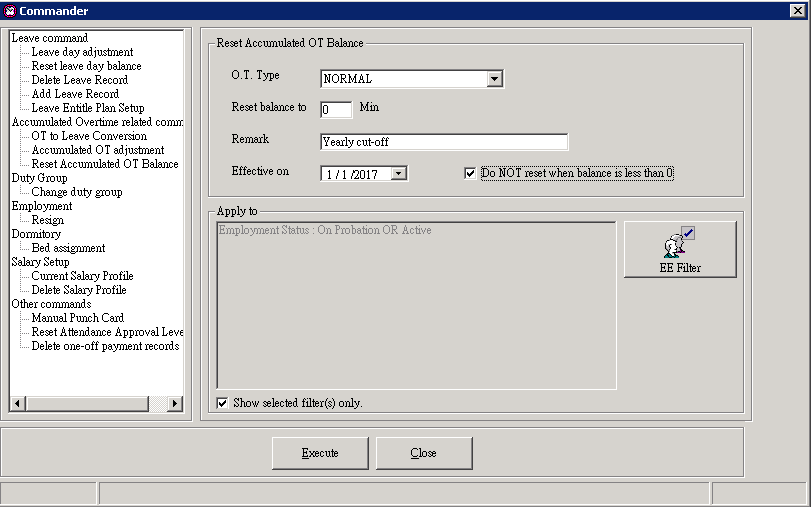 Commander
Leave command
Leave day adjustment
Reset leave day balance
Delete Leave Record
Add Leave Record
Leave Entitle Plan Setup
Accumulated Overtime related comm
OT to Leave Conversion
Accumulated OT adjustment
Reset Accumulated OT Balance
Duty Group
Change duty group
Employment
Resign
Dormitory
Bed assignment
Salary Setup
Current Salary Profile
Delete Salary Profile
Other commands
Manual Punch Card
Reset Attendance Approval Leve
Delete one-off payment records
Reset Accumulated OT Balance
O.T. Type NORMAL
Reset balance to 0 Min
Remark Yearly cut-off
Effective on 1 / 1 /2017 Do NOT reset when balance is less than 0
Apply to
Employment Status : On Probation OR Active
EE Filter
Show selected filter(s) only.
Execute Close